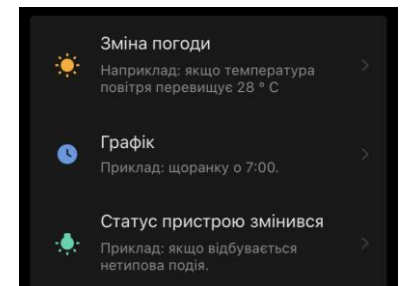 Зміна погоди
Наприклад: якщо температура
повітря перевищує 28 ° C
Графік
Приклад: щоранку о 7:00.
Статус пристрою змінився
Приклад: якщо відбувається
нетипова подія.